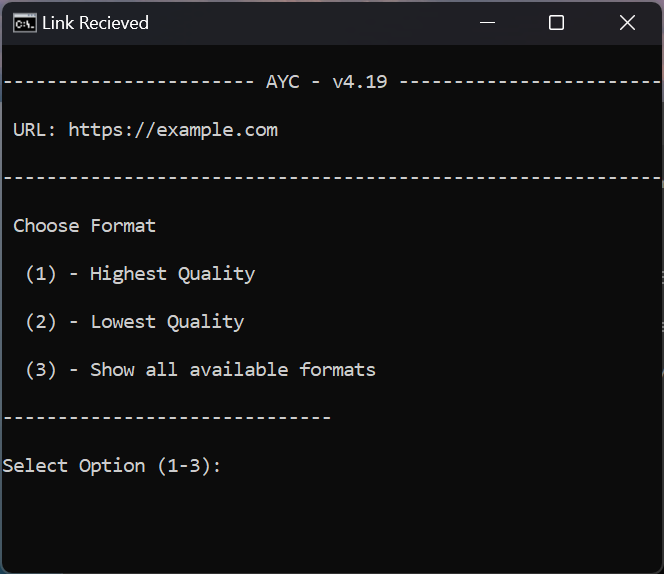 Link Recieved
----------------------- AYC - v4.19 ------------------------
URL: https://example.com
------------------------------------------------------------
Choose Format
(1) - Highest Quality
(2) - Lowest Quality
(3) - Show all available formats
------------------------------
Select Option (1-3):